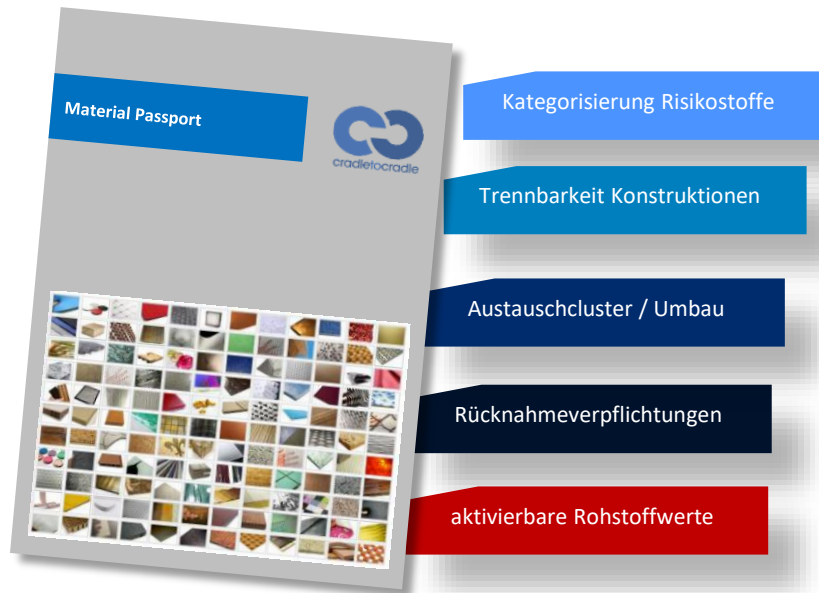 Material Passport
cradletocradle
Kategorisierung Risikostoffe
Trennbarkeit Konstruktionen
Austauschcluster / Umbau
Rücknahmeverpflichtungen
aktivierbare Rohstoffwerte